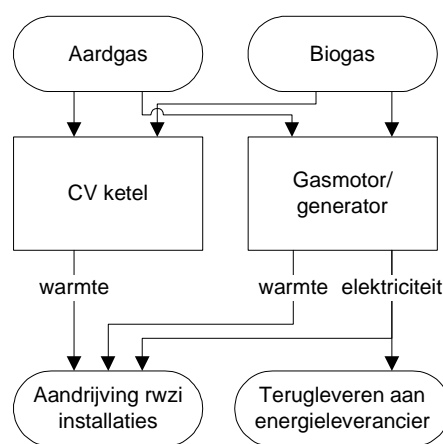 Aardgas
Biogas
CV ketel
Gasmotor/
generator
warmte
warmte
elektriciteit
Aandrijving rwzi
installaties
Terugleveren aan
energieleverancier